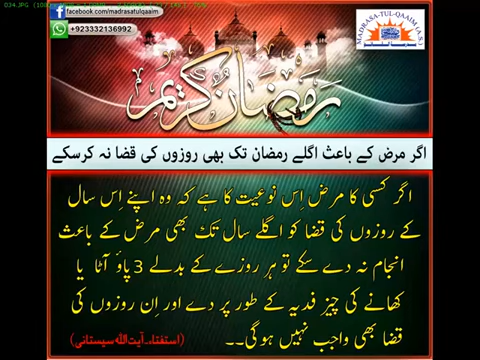 facebook.com/madrasatulqaaim
+923332136992
MADRASA-TUL-QAAIM (A.S.)
رمضان کریم
اگر مرض کے باعث اگلے رمضان تک بھی روزوں کی قضا نہ کرسکے
اگر کسی کا مرض اِس نوعیت کا ہے کہ وہ اپنے اِس سال
کے روزوں کی قضا کو اگلے سال تک بھی مرض کے باعث
انجام نہ دے سکے تو ہر روزے کے بدلے 3 پاؤ آٹا یا
کھانے کی چیز فدیہ کے طور پر دے اور اِن روزوں کی
قضا بھی واجب نہیں ہوگی۔۔
(استفتاء۔آیت اللہ سیستانی)